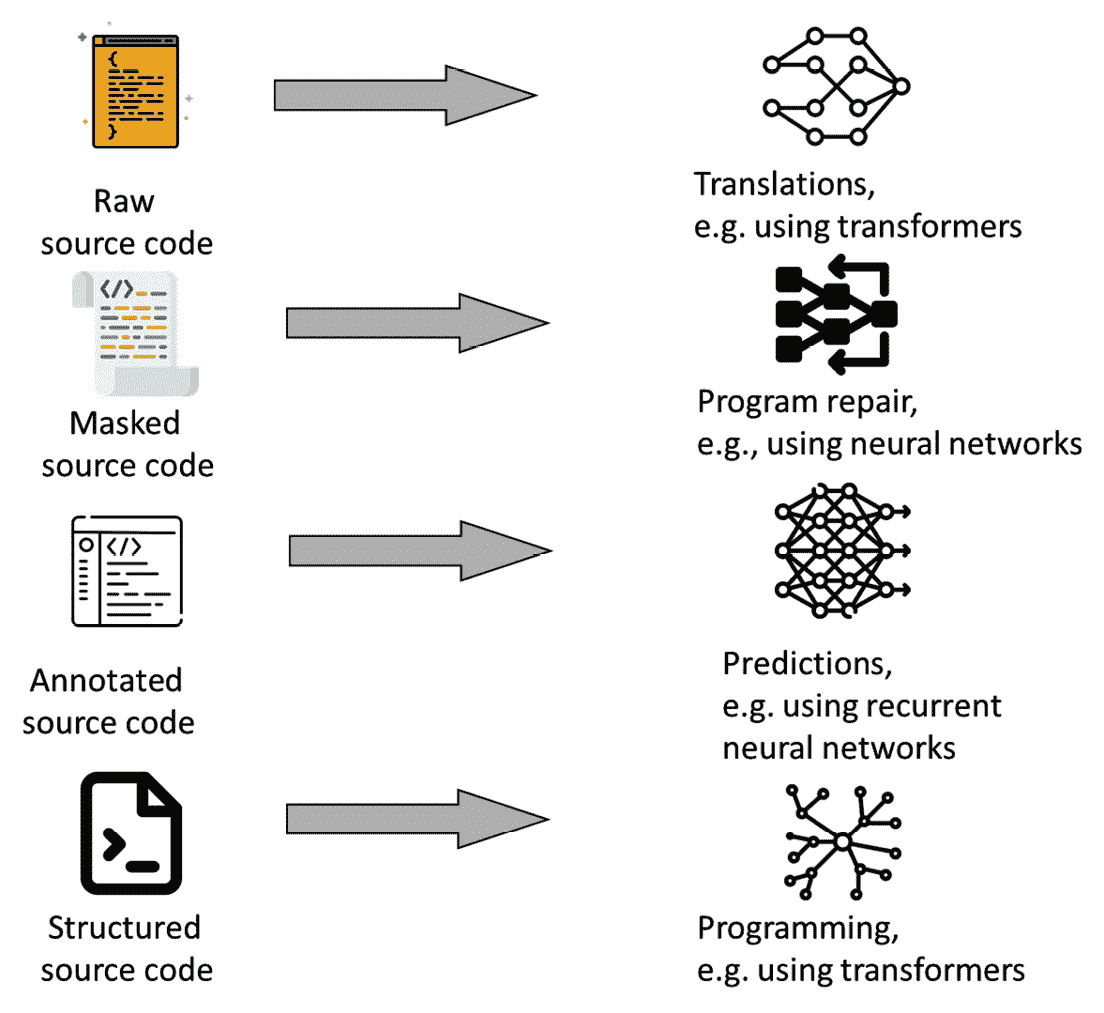 Raw
source code
Translations,
e.g. using transformers
</>
Masked
source code
Program repair,
e.g., using neural networks
</>
Annotated
source code
Predictions,
e.g. using recurrent
neural networks
Structured
source code
Programming,
e.g. using transformers